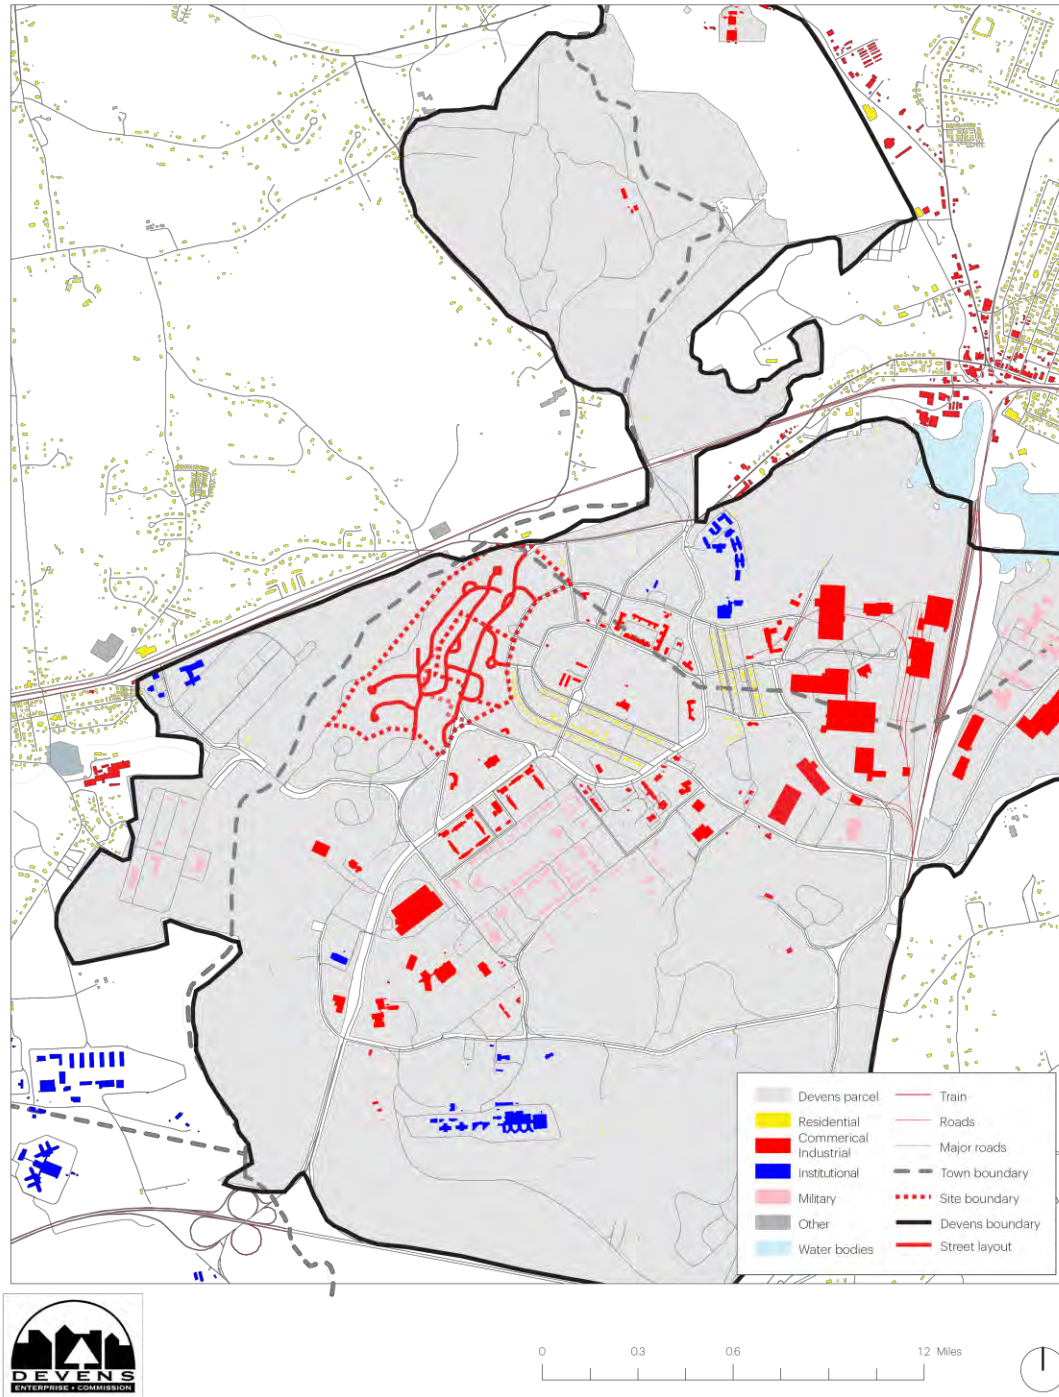 Devens parcel
Residential
Commerical
Industrial
Institutional
Military
Other
Water bodies
Train
Roads
Major roads
Town boundary
Site boundary
Devens boundary
Street layout
DEVENS
ENTERPRISE • COMMISSION
0 0.3 0.6 1.2 Miles